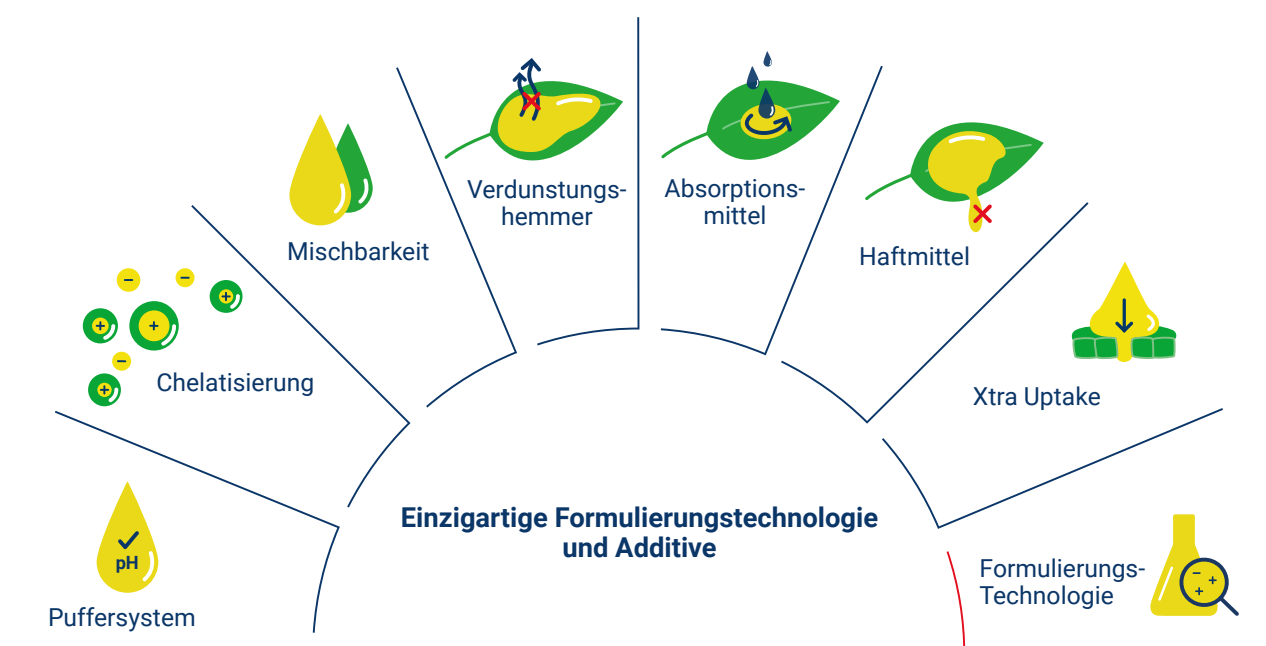 Verdunstungs-
hemmer
Absorptions-
mittel
Mischbarkeit
Haftmittel
Chelatisierung
Xtra Uptake
Einzigartige Formulierungstechnologie
und Additive
pH
Puffersystem
Formulierungs-
Technologie